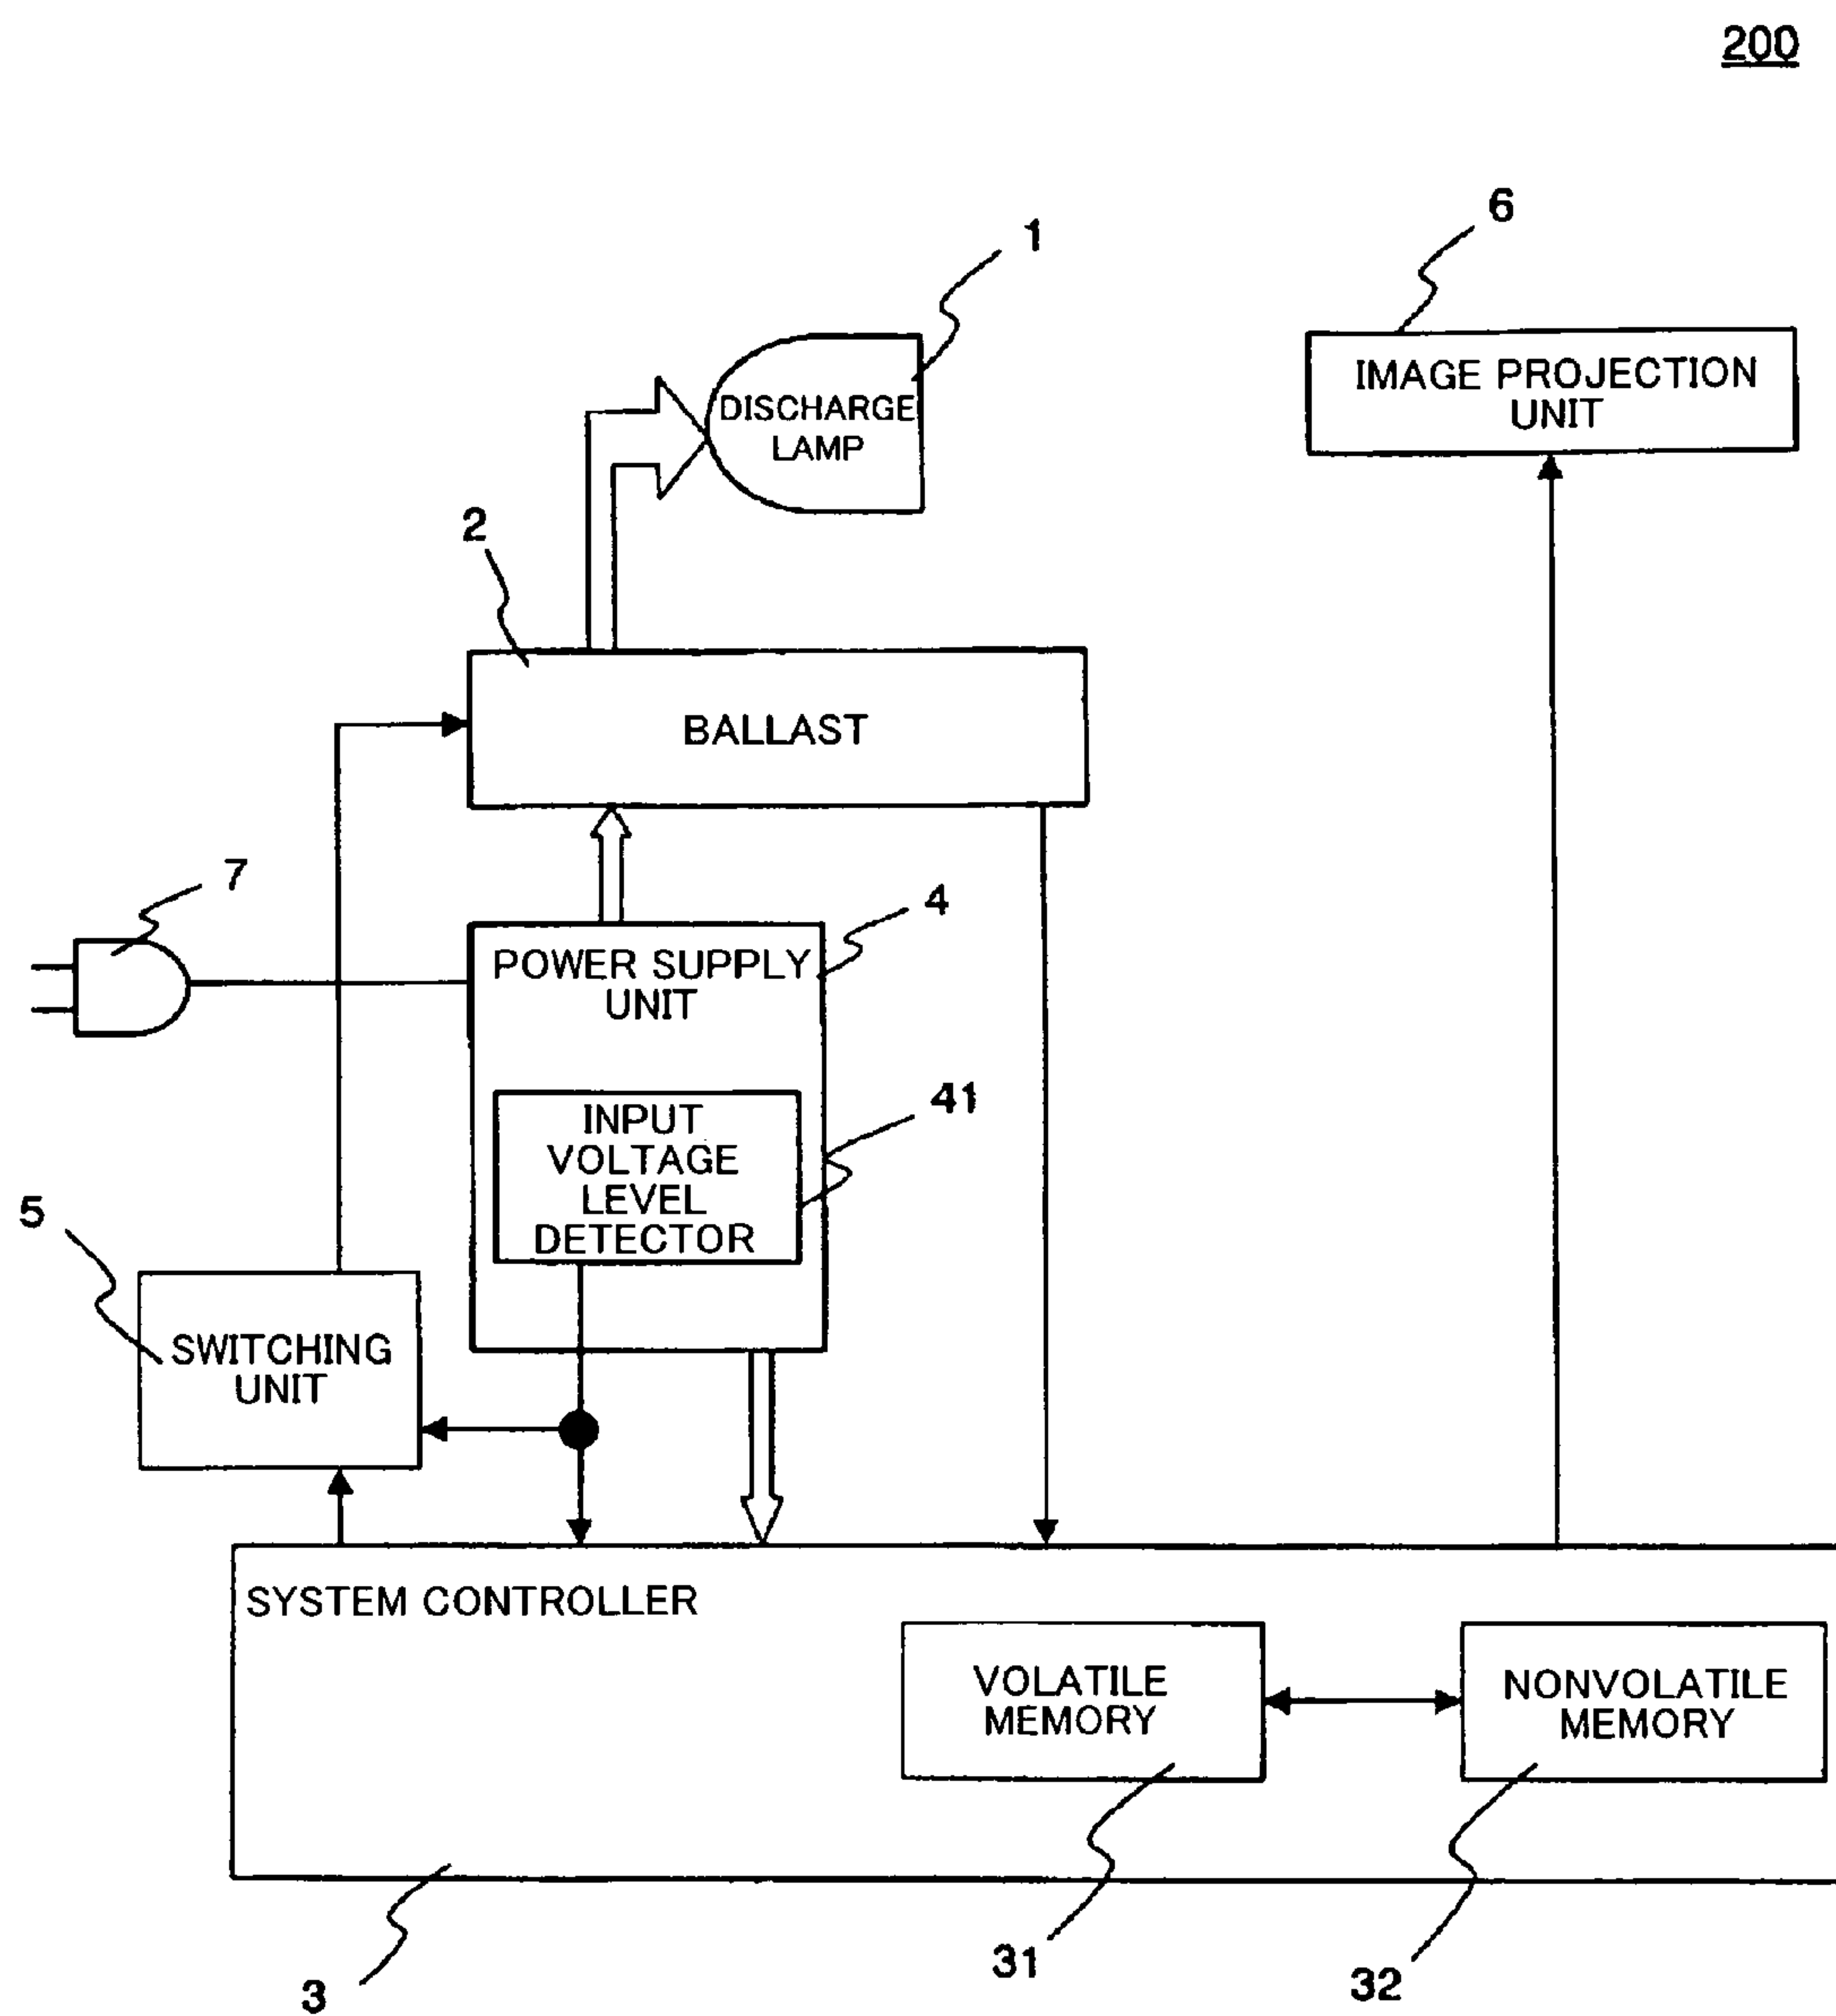 200
1
6
DISCHARGE
LAMP
IMAGE PROJECTION
UNIT
2
BALLAST
7
4
POWER SUPPLY
UNIT
41
INPUT
VOLTAGE
LEVEL
DETECTOR
5
SWITCHING
UNIT
SYSTEM CONTROLLER
VOLATILE
MEMORY
NONVOLATILE
MEMORY
31
32
3